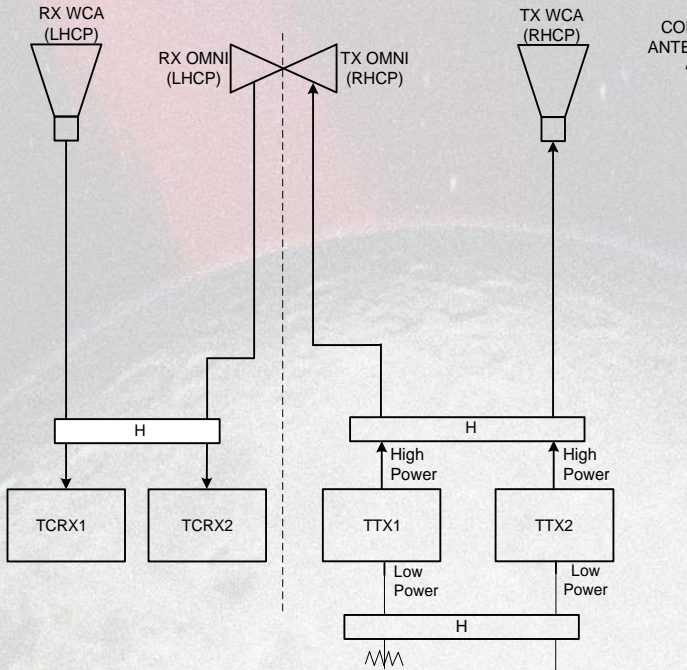 RX WCA
(LHCP)
RX OMNI
(LHCP)
TX OMNI
(RHCP)
TX WCA
(RHCP)
H
H
High
Power
High
Power
TCRX1
TCRX2
TTX1
TTX2
Low
Power
Low
Power
H